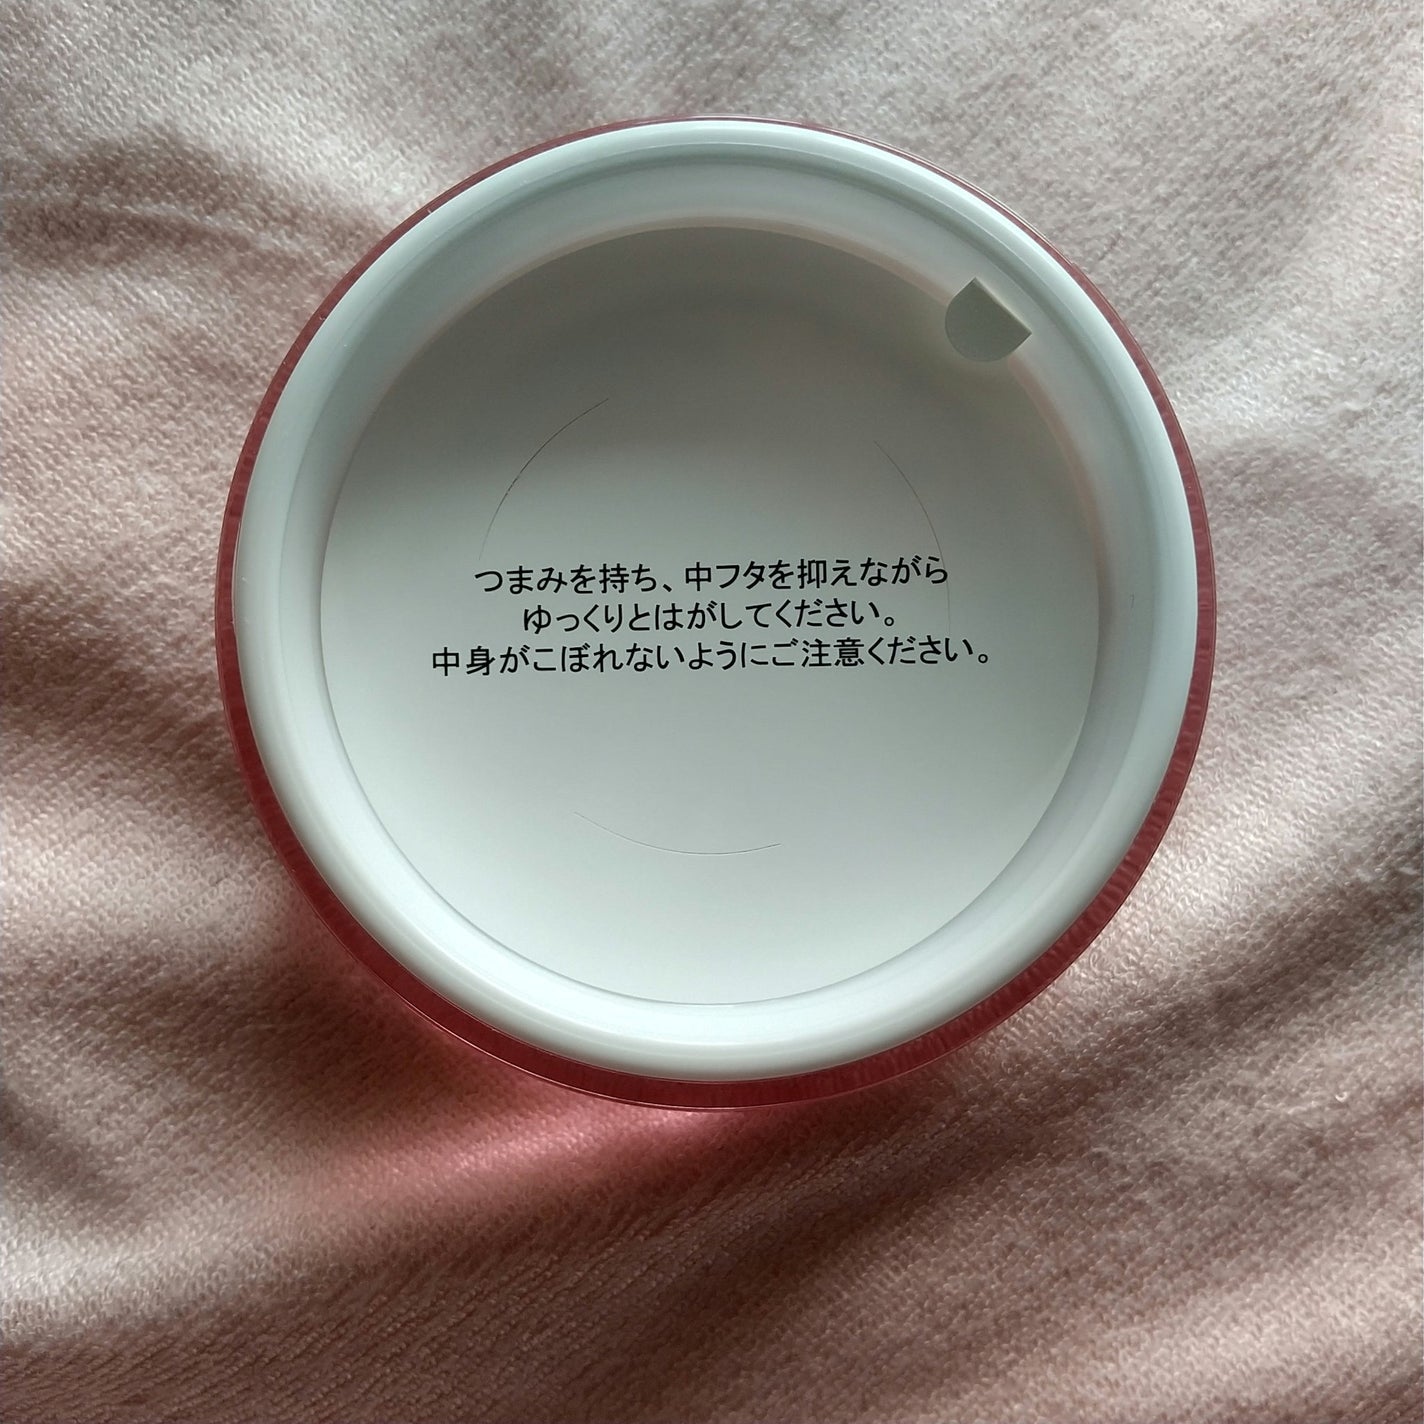 つまみを持ち、中フタを抑えながら
ゆっくりとはがしてください。
中身がこぼれないようにご注意ください。